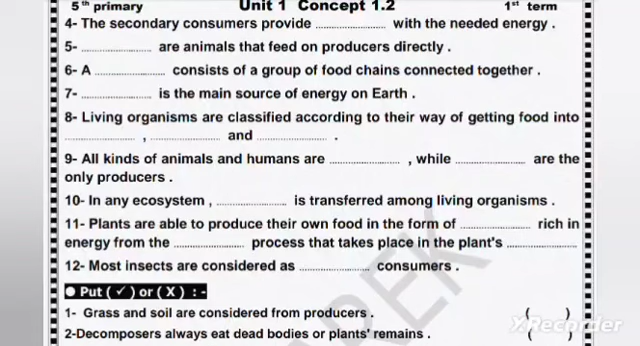 5th primary Unit 1 Concept 1.2 1st term
4- The secondary consumers provide .................... with the needed energy .
5- .................... are animals that feed on producers directly .
6- A .................... consists of a group of food chains connected together .
7- .................... is the main source of energy on Earth .
8- Living organisms are classified according to their way of getting food into
.................... , .................... and .................... .
9- All kinds of animals and humans are .................... , while .................... are the
only producers .
10- In any ecosystem , .................... is transferred among living organisms .
11- Plants are able to produce their own food in the form of .................... rich in
energy from the .................... process that takes place in the plant's ....................
12- Most insects are considered as .................... consumers .
● Put ( ✓ ) or ( X ) : -
1- Grass and soil are considered from producers . ( )
2-Decomposers always eat dead bodies or plants' remains . ( )
AREK
XRecorder